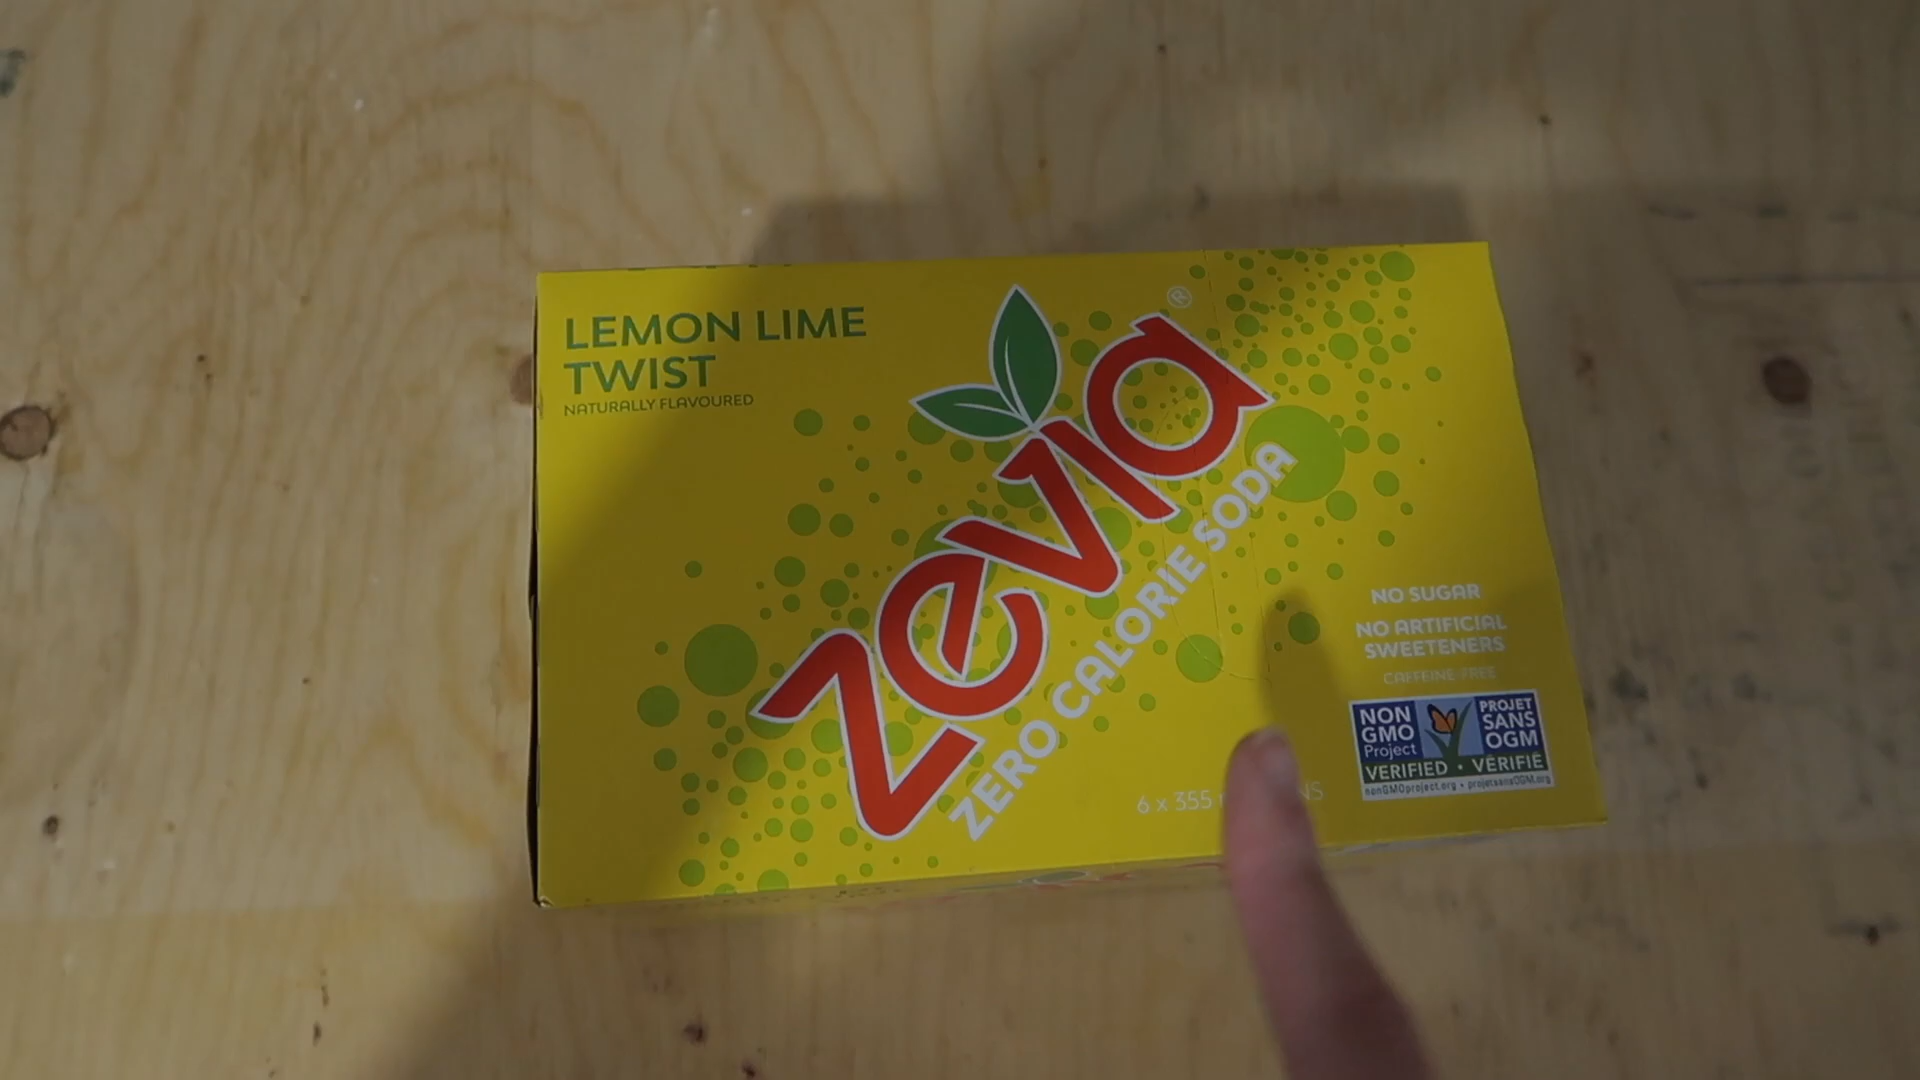 LEMON LIME
TWIST
NATURALLY FLAVOURED
zevia®
ZERO CALORIE SODA
NO SUGAR
NO ARTIFICIAL
SWEETENERS
CAFFEINE-FREE
6 x 355
NON
GMO
Project
PROJET
SANS
OGM
VERIFIED • VÉRIFIÉ
nonGMOproject.org • projetsansOGM.org